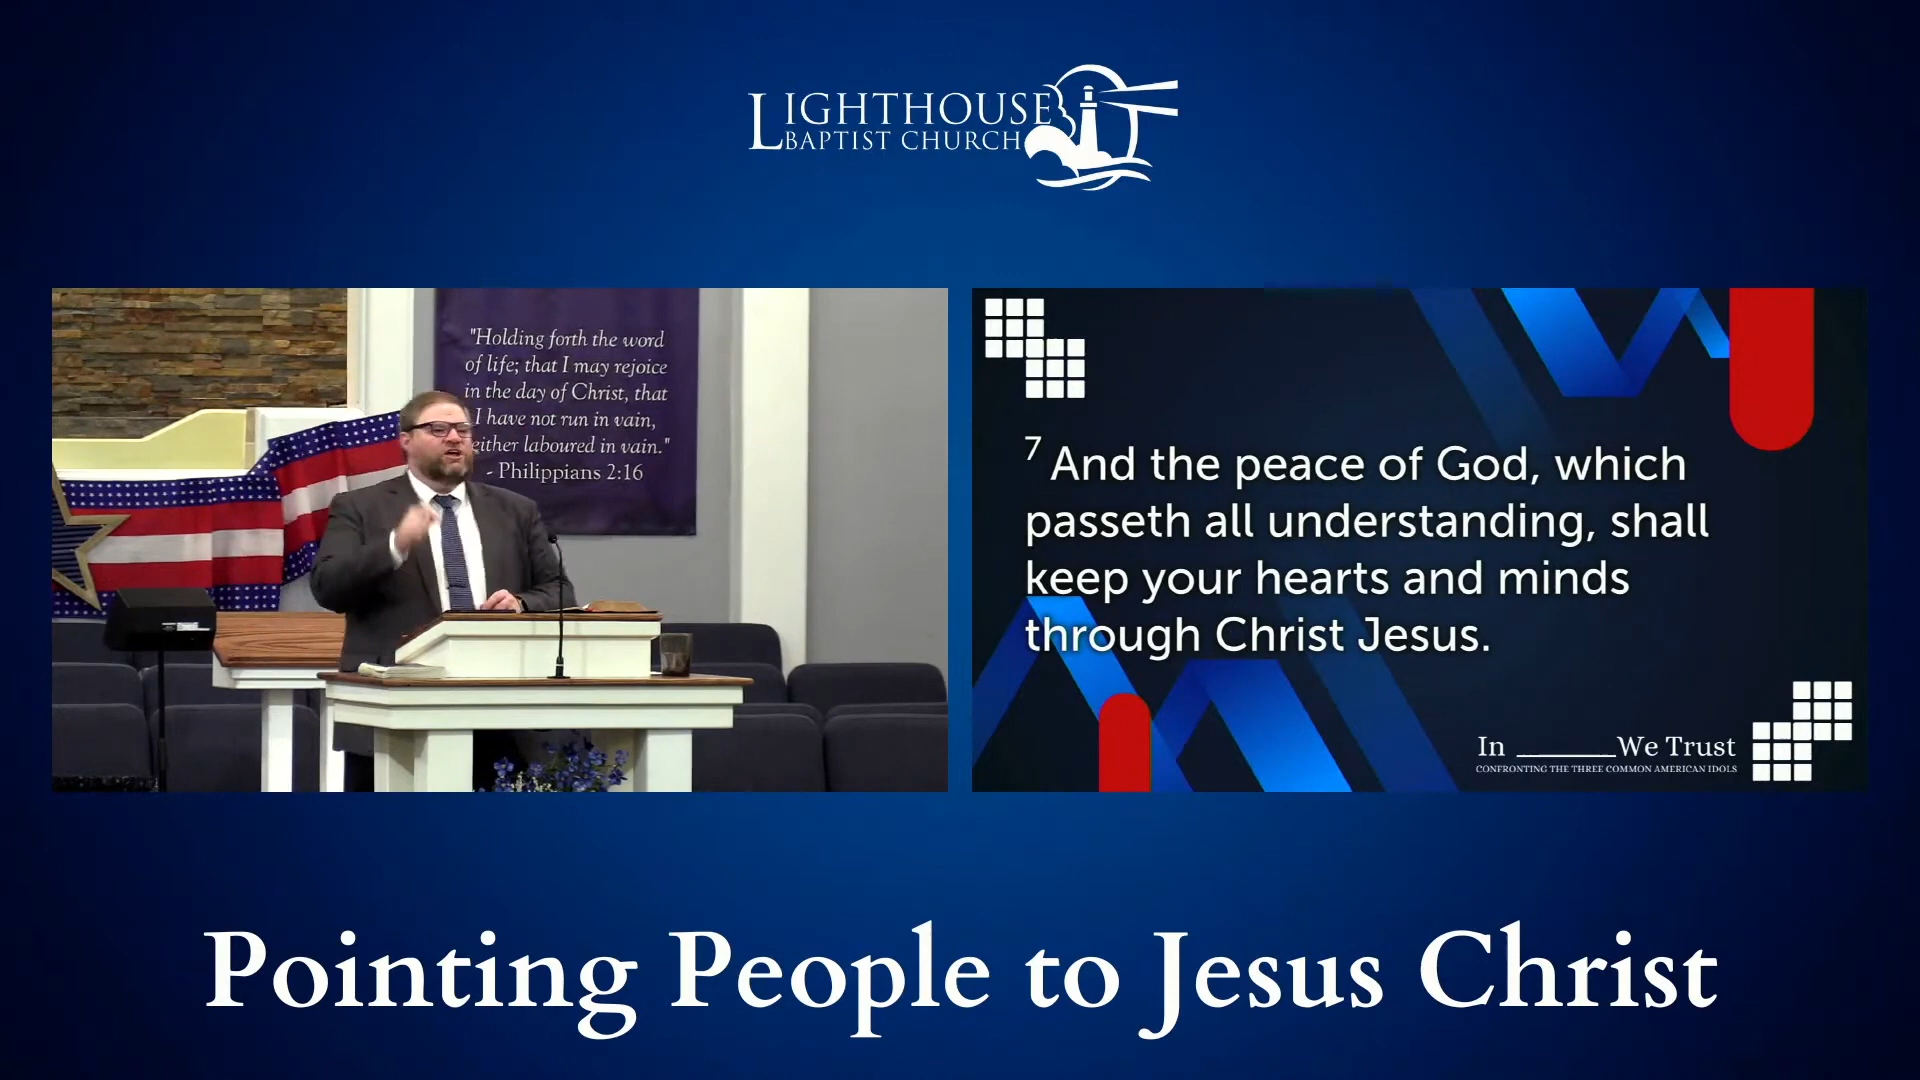 LIGHTHOUSE
BAPTIST CHURCH
"Holding forth the word
of life; that I may rejoice
in the day of Christ, that
I have not run in vain,
either laboured in vain."
- Philippians 2:16
7 And the peace of God, which
passeth all understanding, shall
keep your hearts and minds
through Christ Jesus.
In ______ We Trust
CONFRONTING THE THREE COMMON AMERICAN IDOLS
Pointing People to Jesus Christ